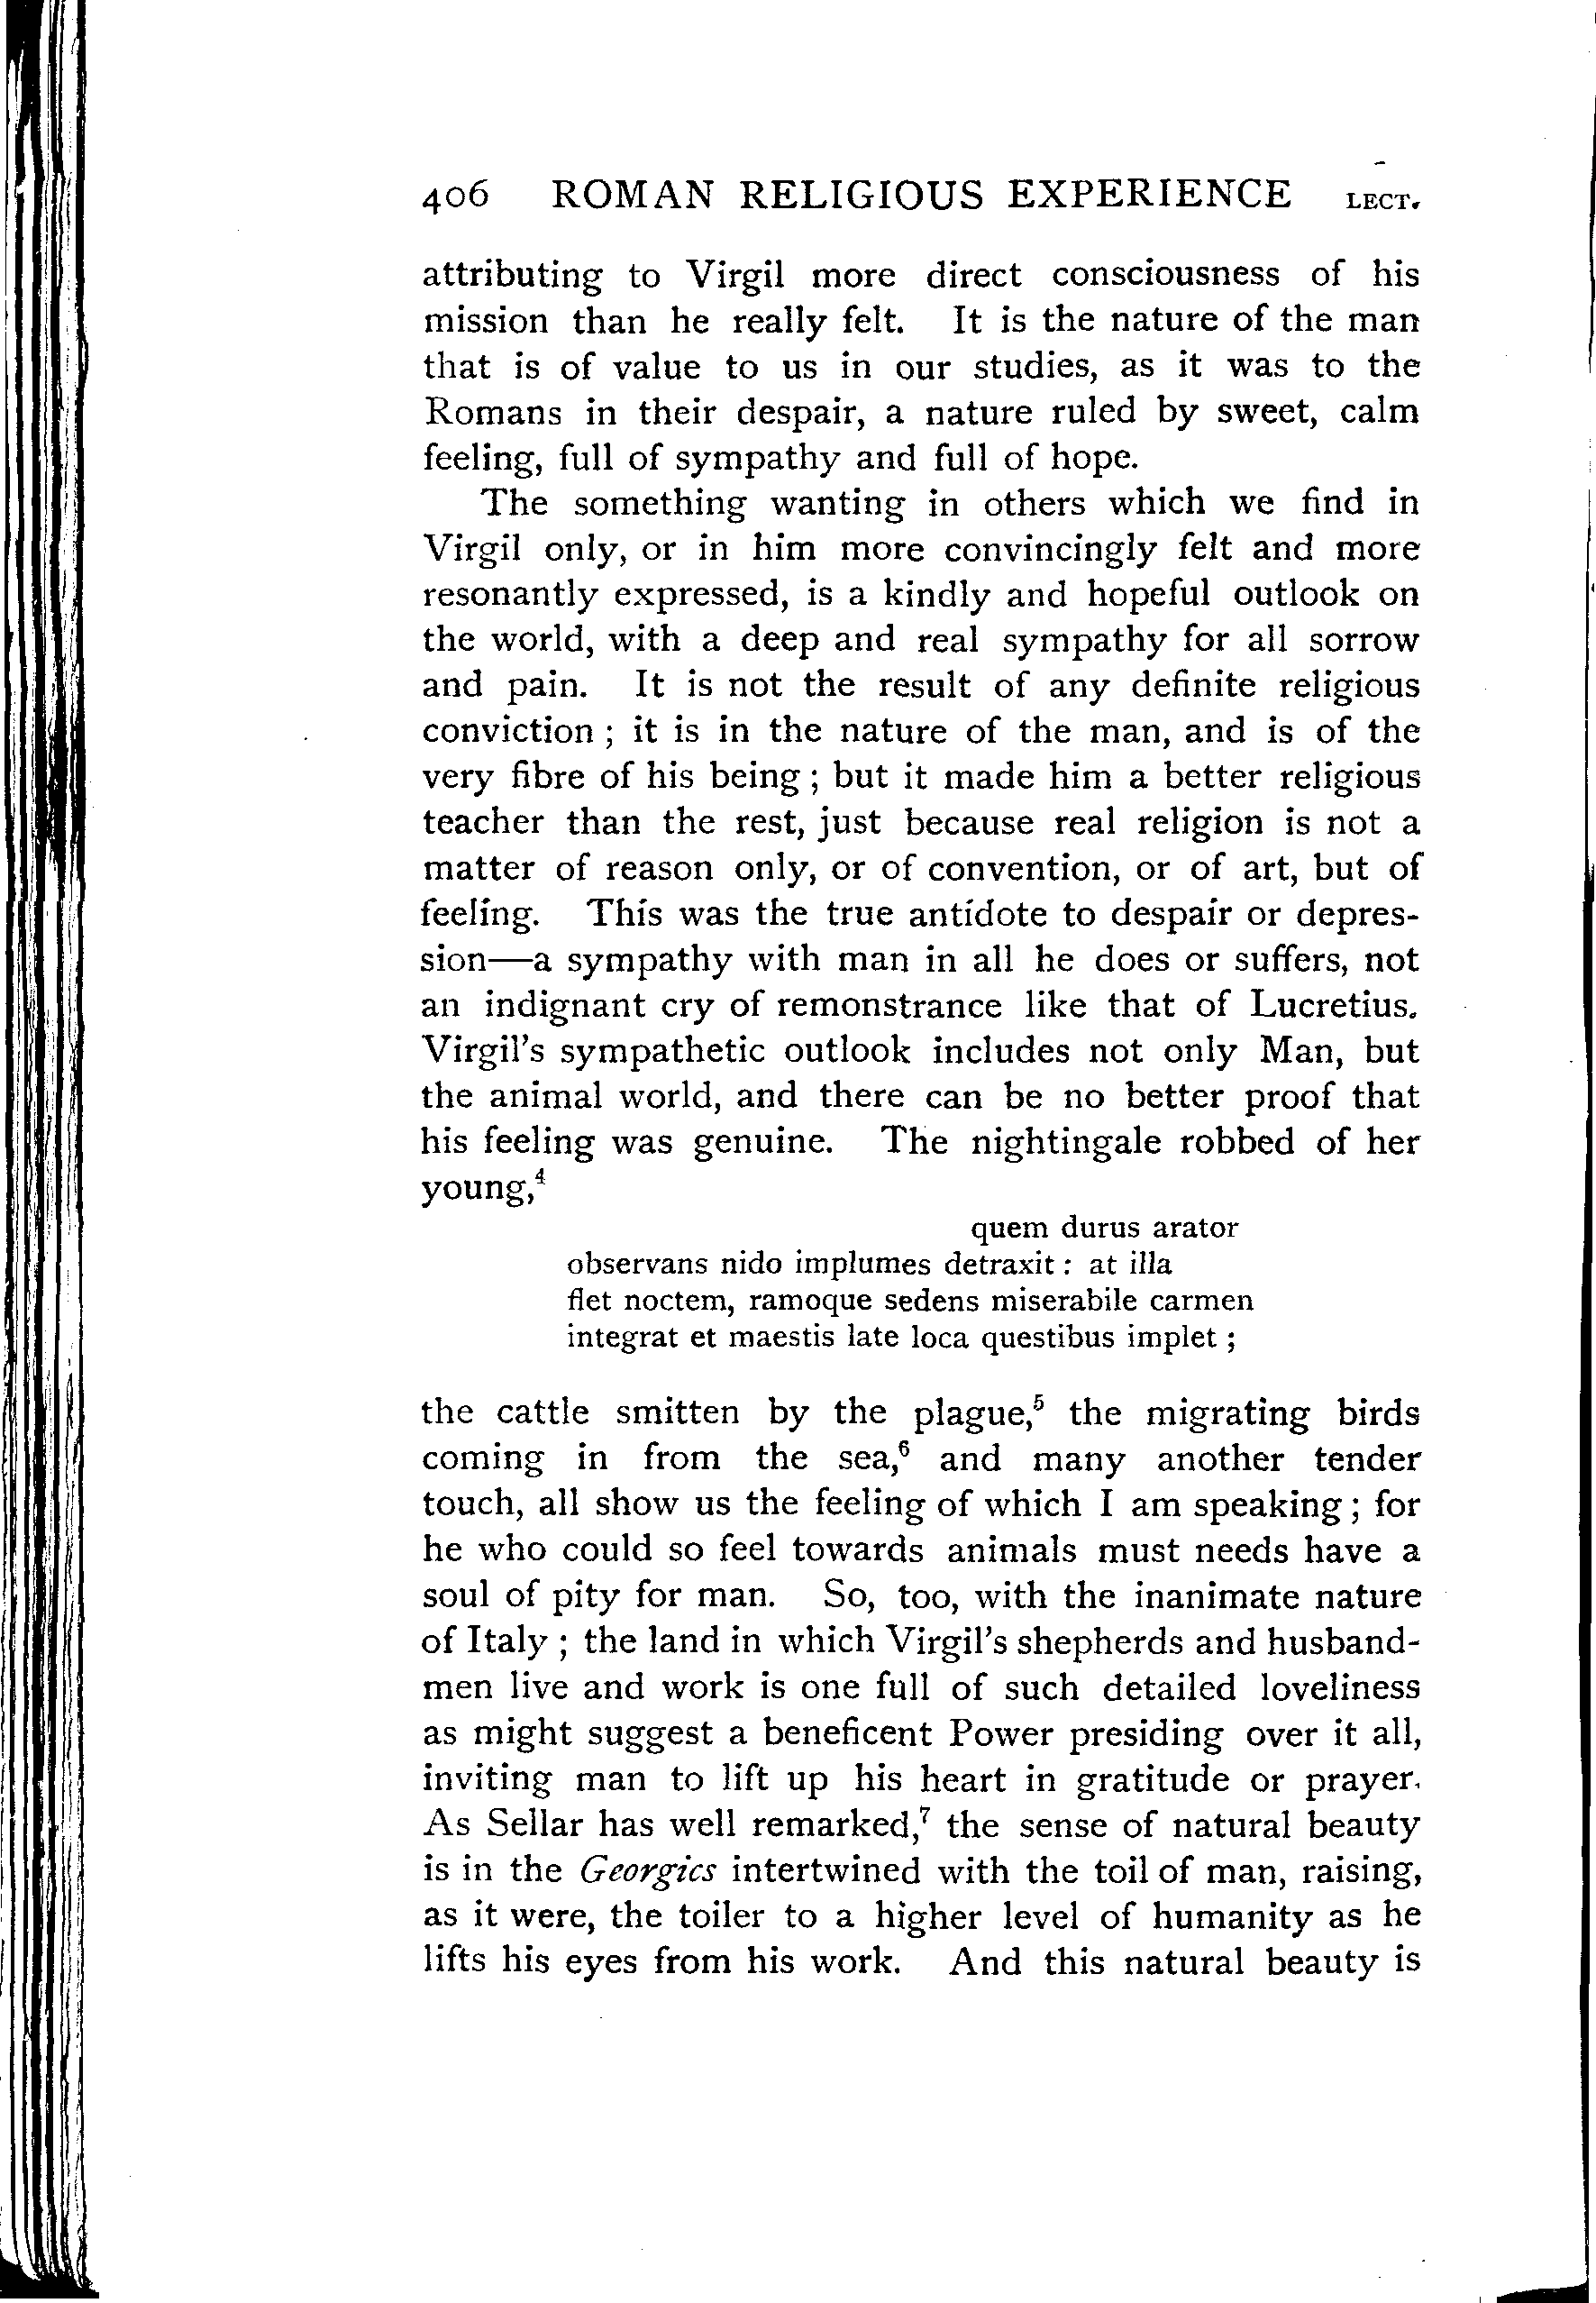 406 ROMAN RELIGIOUS EXPERIENCE LECT.
attributing to Virgil more direct consciousness of his
mission than he really felt. It is the nature of the man
that is of value to us in our studies, as it was to the
Romans in their despair, a nature ruled by sweet, calm
feeling, full of sympathy and full of hope.
The something wanting in others which we find in
Virgil only, or in him more convincingly felt and more
resonantly expressed, is a kindly and hopeful outlook on
the world, with a deep and real sympathy for all sorrow
and pain. It is not the result of any definite religious
conviction ; it is in the nature of the man, and is of the
very fibre of his being ; but it made him a better religious
teacher than the rest, just because real religion is not a
matter of reason only, or of convention, or of art, but of
feeling. This was the true antidote to despair or depres-
sion—a sympathy with man in all he does or suffers, not
an indignant cry of remonstrance like that of Lucretius.
Virgil's sympathetic outlook includes not only Man, but
the animal world, and there can be no better proof that
his feeling was genuine. The nightingale robbed of her
young,⁴
quem durus arator
observans nido implumes detraxit : at illa
flet noctem, ramoque sedens miserabile carmen
integrat et maestis late loca questibus implet ;
the cattle smitten by the plague,⁵ the migrating birds
coming in from the sea,⁶ and many another tender
touch, all show us the feeling of which I am speaking ; for
he who could so feel towards animals must needs have a
soul of pity for man. So, too, with the inanimate nature
of Italy ; the land in which Virgil's shepherds and husband-
men live and work is one full of such detailed loveliness
as might suggest a beneficent Power presiding over it all,
inviting man to lift up his heart in gratitude or prayer.
As Sellar has well remarked,⁷ the sense of natural beauty
is in the Georgics intertwined with the toil of man, raising,
as it were, the toiler to a higher level of humanity as he
lifts his eyes from his work. And this natural beauty is